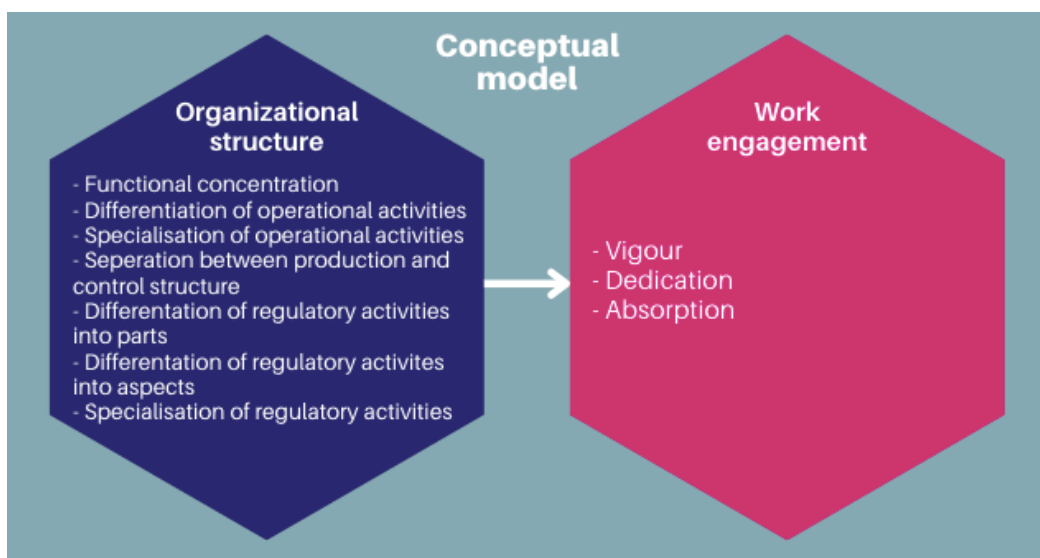 Conceptual
model
Organizational
structure
- Functional concentration
- Differentiation of operational activities
- Specialisation of operational activities
- Seperation between production and
control structure
- Differentation of regulatory activities
into parts
- Differentation of regulatory activites
into aspects
- Specialisation of regulatory activities
Work
engagement
- Vigour
- Dedication
- Absorption